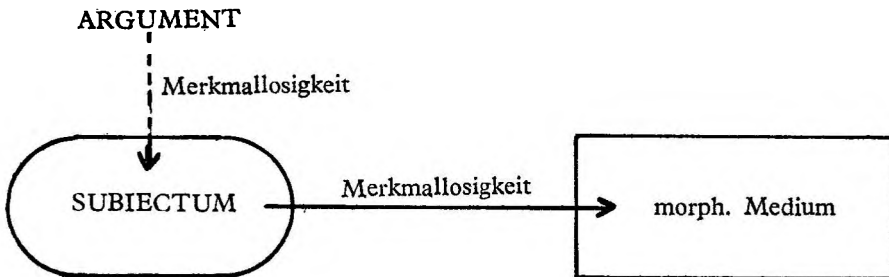 ARGUMENT
Merkmallosigkeit
SUBIECTUM
Merkmallosigkeit
morph. Medium